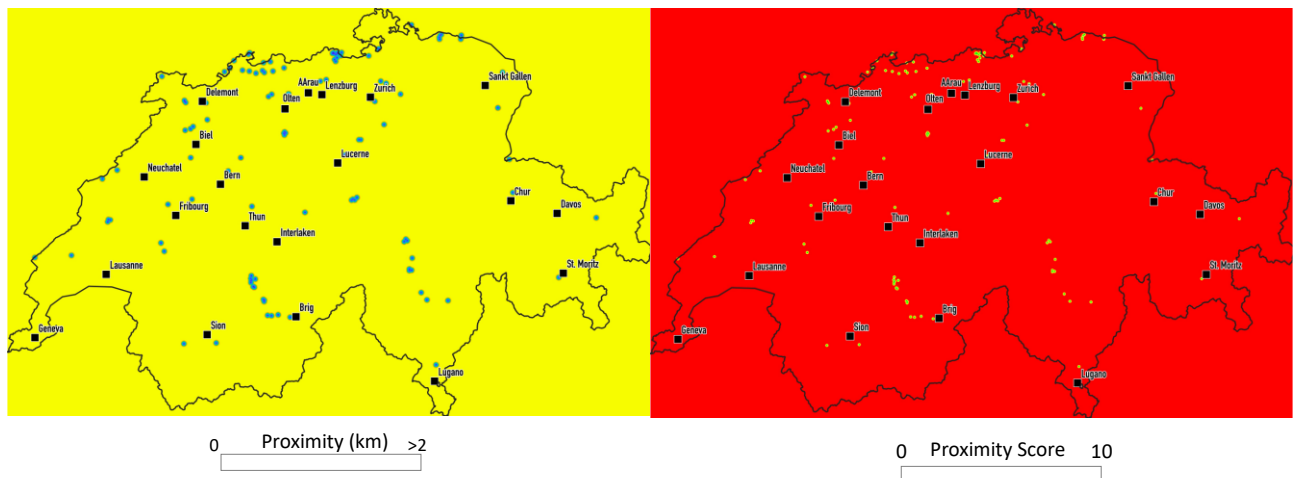 Sankt Gallen
AArau
Lenzburg
Zurich
Delemont
Olten
Biel
Lucerne
Neuchatel
Bern
Chur
Davos
Fribourg
Thun
Interlaken
Lausanne
St. Moritz
Brig
Sion
Geneva
Lugano
0 Proximity (km) >2
Sankt Gallen
AArau
Lenzburg
Zurich
Delemont
Olten
Biel
Lucerne
Neuchatel
Bern
Chur
Davos
Fribourg
Thun
Interlaken
Lausanne
St. Moritz
Brig
Sion
Geneva
Lugano
0 Proximity Score 10